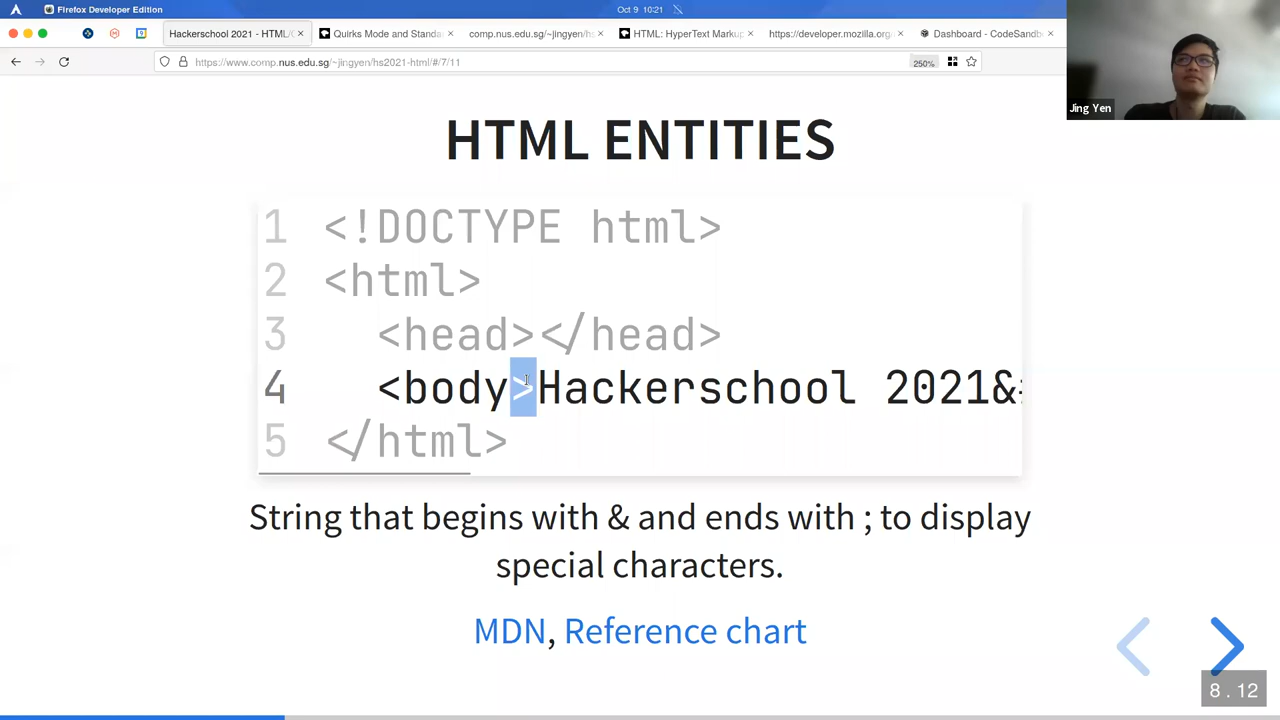 Firefox Developer Edition
Oct 9 10:21
Hackerschool 2021 - HTML/
Quirks Mode and Standa
comp.nus.edu.sg/~jingyen/hs
HTML: HyperText Markup
https://developer.mozilla.org
Dashboard - CodeSandb
https://www.comp.nus.edu.sg/~jingyen/hs2021-html/#/7/11
250%
Jing Yen
HTML ENTITIES
1 <!DOCTYPE html>
2 <html>
3 <head></head>
4 <body>Hackerschool 2021&#
5 </html>
String that begins with & and ends with ; to display
special characters.
MDN, Reference chart
8.12